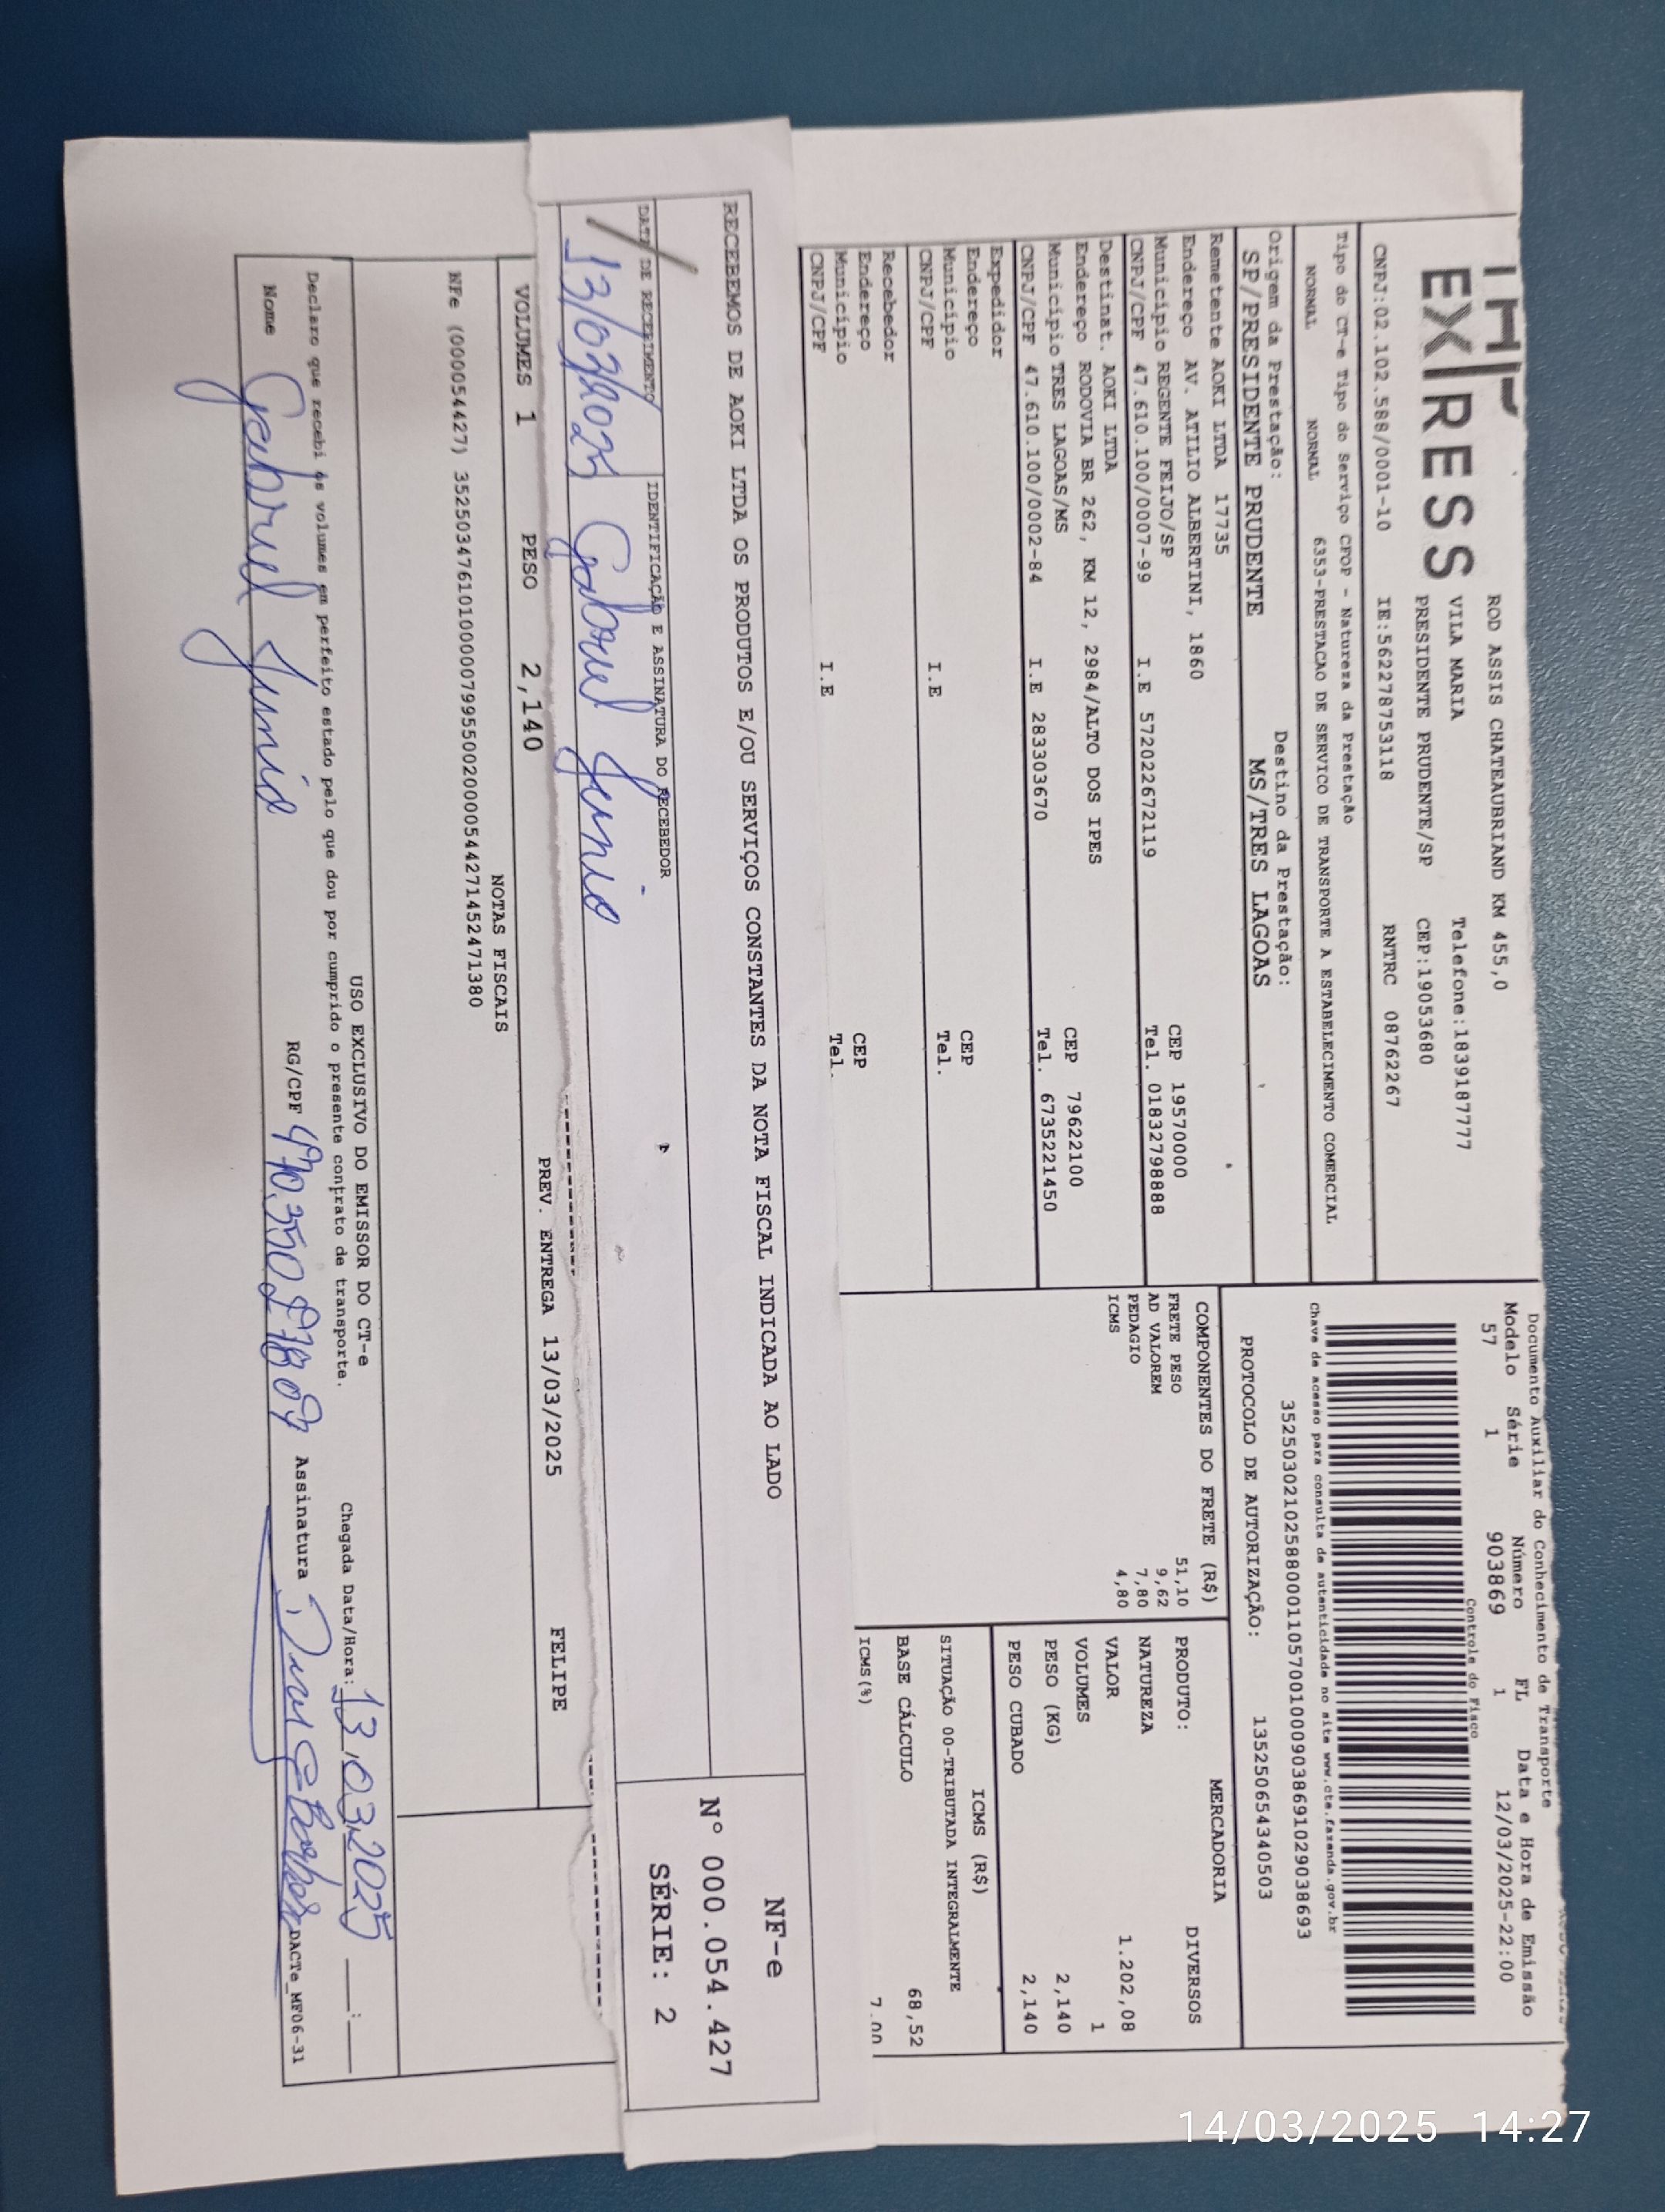 EXPRESS
ROD ASSIS CHATEAUBRIAND KM 455,0
VILA MARIA Telefone:1839187777
PRESIDENTE PRUDENTE/SP CEP:19053680
CNPJ:02.102.588/0001-10 IE:562278753118 RNTRC 08762267
Tipo do CT-e Tipo do Serviço CFOP - Natureza da Prestação
NORMAL NORMAL 6353-PRESTACAO DE SERVICO DE TRANSPORTE A ESTABELECIMENTO COMERCIAL
Origem da Prestação: Destino da Prestação:
SP/PRESIDENTE PRUDENTE MS/TRES LAGOAS
Remetente AOKI LTDA 17735
Endereço AV. ATILIO ALBERTINI, 1860 CEP 19570000
Município REGENTE FEIJO/SP Tel. 01832798888
CNPJ/CPF 47.610.100/0007-99 I.E 572022672119
Destinat. AOKI LTDA
Endereço RODOVIA BR 262, KM 12, 2984/ALTO DOS IPES CEP 79622100
Município TRES LAGOAS/MS Tel. 6735221450
CNPJ/CPF 47.610.100/0002-84 I.E 283303670
Expedidor
Endereço CEP
Município Tel.
CNPJ/CPF I.E
Recebedor
Endereço CEP
Município Tel.
CNPJ/CPF I.E
Documento Auxiliar do Conhecimento de Transporte
Modelo Série Número FL Data e Hora de Emissão
57 1 903869 1 12/03/2025-22:00
Controle do Fisco
Chave de acesso para consulta de autenticidade no site www.cte.fazenda.gov.br
35250302102588000110570010009038691029038693
PROTOCOLO DE AUTORIZAÇÃO: 135250654340503
COMPONENTES DO FRETE (R$)
FRETE PESO 51,10
AD VALOREM 9,62
PEDAGIO 7,80
ICMS 4,80
MERCADORIA
PRODUTO: DIVERSOS
NATUREZA
VALOR 1.202,08
VOLUMES 1
PESO (KG) 2,140
PESO CUBADO 2,140
ICMS (R$)
SITUAÇÃO 00-TRIBUTADA INTEGRALMENTE
BASE CÁLCULO 68,52
ICMS(%) 7.00
RECEBEMOS DE AOKI LTDA OS PRODUTOS E/OU SERVIÇOS CONSTANTES DA NOTA FISCAL INDICADA AO LADO
NF-e
Nº 000.054.427
SÉRIE: 2
DATA DE RECEBIMENTO IDENTIFICAÇÃO E ASSINATURA DO RECEBEDOR
13/03/2025 Gabriel Junio
VOLUMES 1 PESO 2,140 PREV. ENTREGA 13/03/2025 FELIPE
NOTAS FISCAIS
NFe (000054427) 35250347610100000799550020000544271452471380
USO EXCLUSIVO DO EMISSOR DO CT-e
Declaro que recebi os volumes em perfeito estado pelo que dou por cumprido o presente contrato de transporte. Chegada Data/Hora: 13.03.2025 ___:___
Nome Gabriel Junio RG/CPF Assinatura
DACTe_MF06-31
14/03/2025 14:27